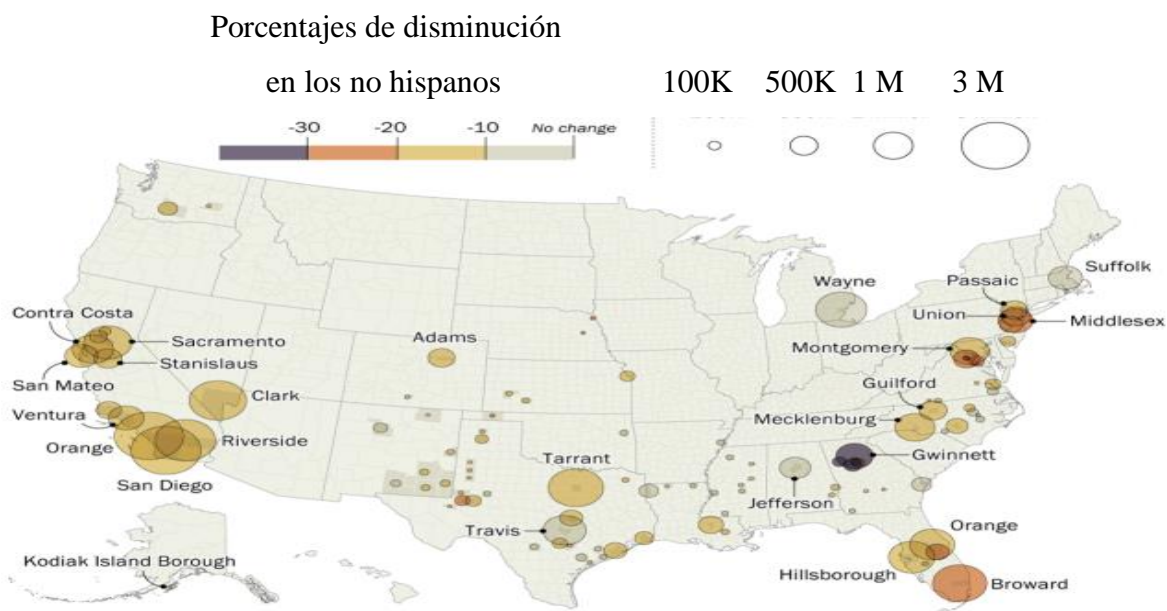 Porcentajes de disminución
en los no hispanos
100K 500K 1 M 3 M
-30 -20 -10 No change
Wayne
Suffolk
Passaic
Contra Costa
Union
Middlesex
Sacramento
Adams
Montgomery
Stanislaus
San Mateo
Guilford
Clark
Ventura
Mecklenburg
Orange
Riverside
Gwinnett
Tarrant
San Diego
Jefferson
Travis
Orange
Kodiak Island Borough
Hillsborough
Broward